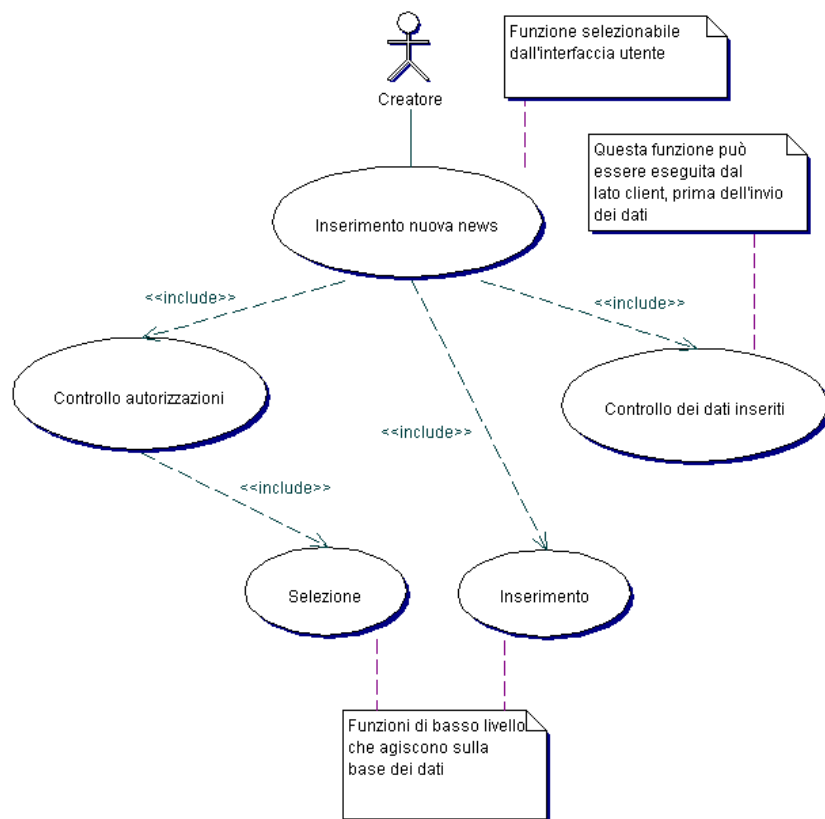 Funzione selezionabile
dall'interfaccia utente
Creatore
Questa funzione può
essere eseguita dal
lato client, prima dell'invio
dei dati
Inserimento nuova news
<<include>>
<<include>>
Controllo autorizzazioni
Controllo dei dati inseriti
<<include>>
<<include>>
Selezione
Inserimento
Funzioni di basso livello
che agiscono sulla
base dei dati